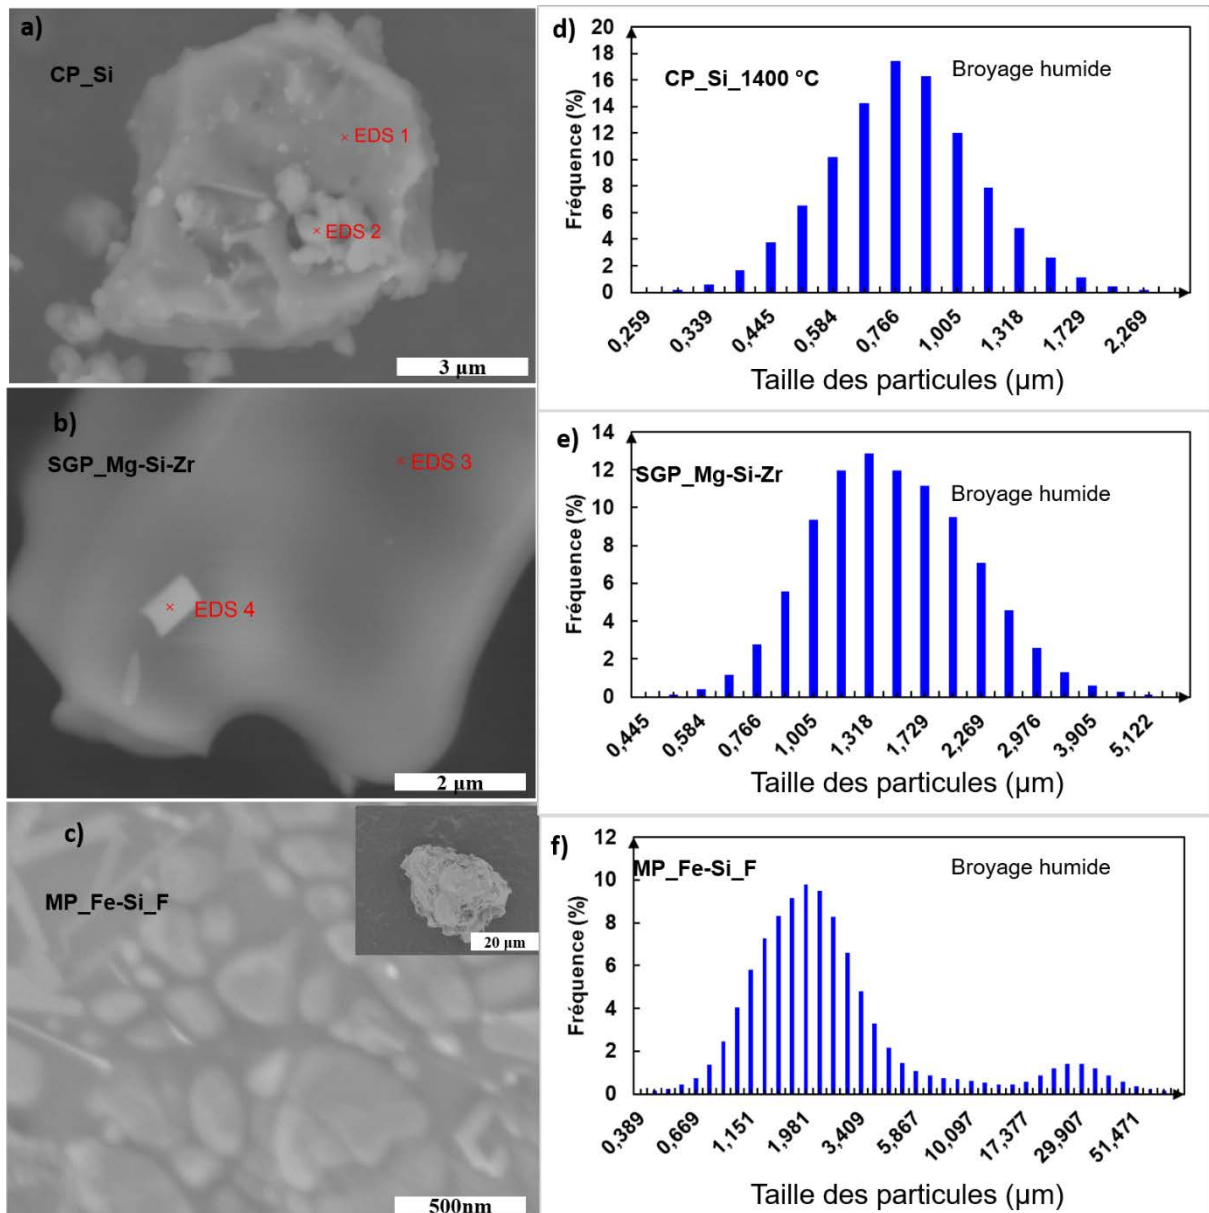 a)
CP_Si
× EDS 1
× EDS 2
3 µm
b)
SGP_Mg-Si-Zr
× EDS 3
× EDS 4
2 µm
c)
MP_Fe-Si_F
20 µm
500nm
d)
CP_Si_1400 °C
Broyage humide
Fréquence (%)
20
18
16
14
12
10
8
6
4
2
0
0,259 0,339 0,445 0,584 0,766 1,005 1,318 1,729 2,269
Taille des particules (µm)
e)
SGP_Mg-Si-Zr
Broyage humide
Fréquence (%)
14
12
10
8
6
4
2
0
0,445 0,584 0,766 1,005 1,318 1,729 2,269 2,976 3,905 5,122
Taille des particules (µm)
f)
MP_Fe-Si_F
Broyage humide
Fréquence (%)
12
10
8
6
4
2
0
0,389 0,669 1,151 1,981 3,409 5,867 10,097 17,377 29,907 51,471
Taille des particules (µm)